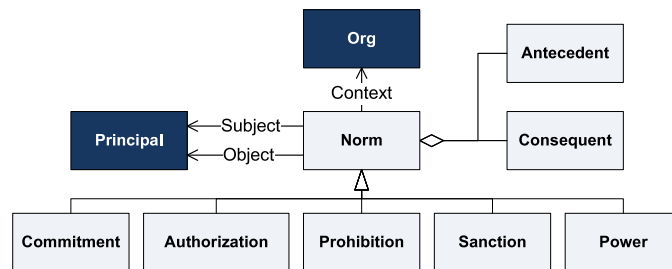 Org
Antecedent
Context
Principal
Subject
Object
Norm
Consequent
Commitment
Authorization
Prohibition
Sanction
Power